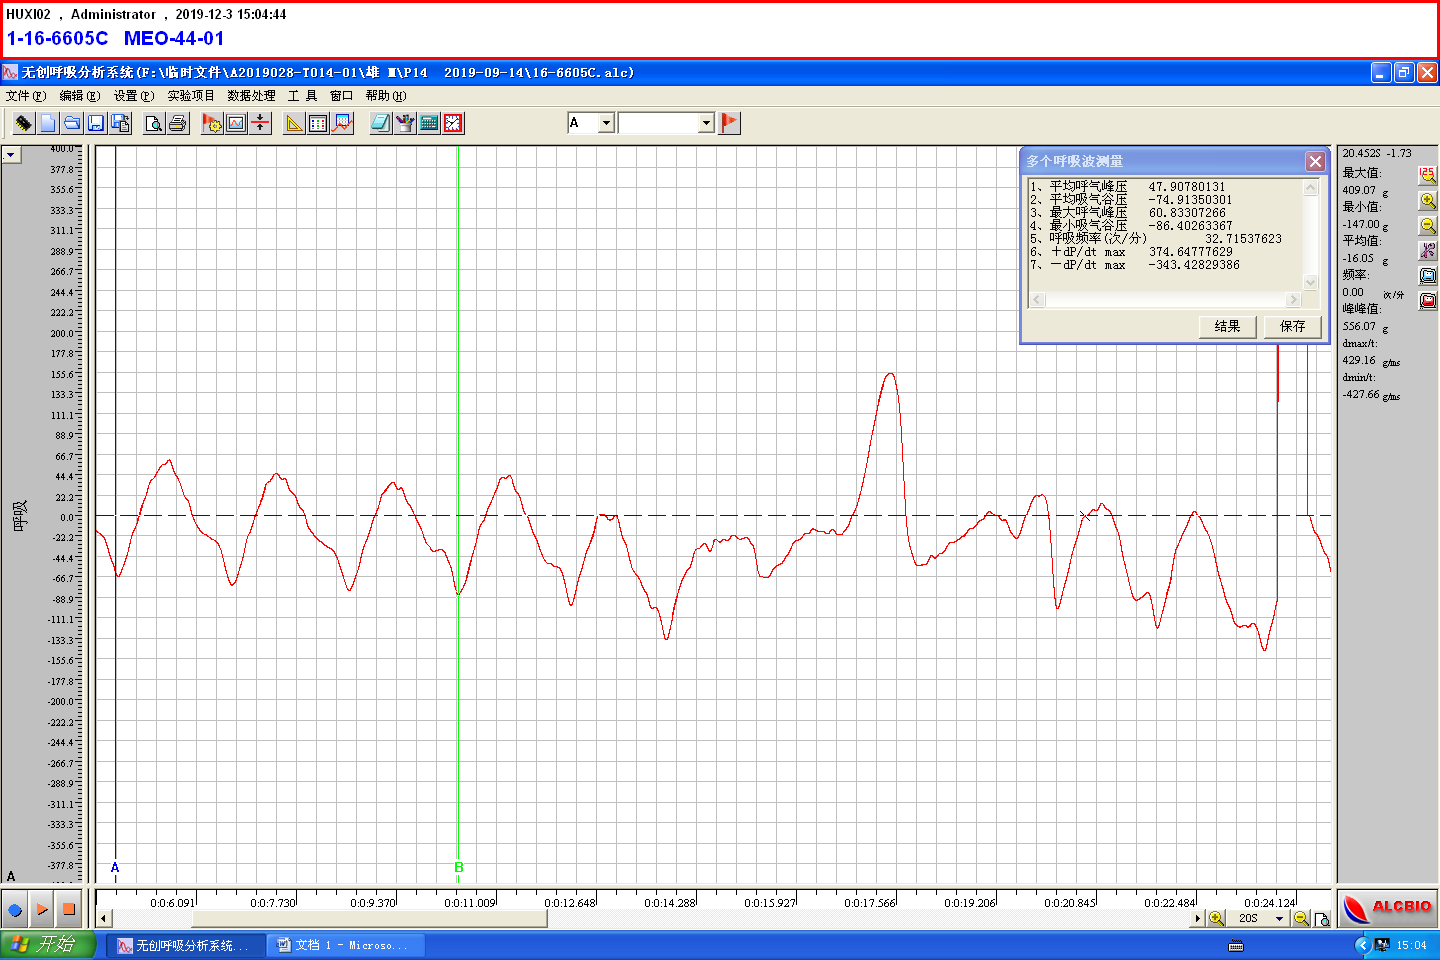 HUXI02 , Administrator , 2019-12-3 15:04:44
1-16-6605C MEO-44-01
无创呼吸分析系统(F:\临时文件\A2019028-T014-01\雄 M\P14 2019-09-14\16-6605C.alc)
文件(F) 编辑(E) 设置(P) 实验项目 数据处理 工 具 窗口 帮助(H)
A
400.0
377.8
355.6
333.3
311.1
288.9
266.7
244.4
222.2
200.0
177.8
155.6
133.3
111.1
88.9
66.7
44.4
22.2
0.0
-22.2
-44.4
-66.7
-88.9
-111.1
-133.3
-155.6
-177.8
-200.0
-222.2
-244.4
-266.7
-288.9
-311.1
-333.3
-355.6
-377.8
呼吸
A
A
B
多个呼吸波测量
1、平均呼气峰压 47.90780131
2、平均吸气谷压 -74.91350301
3、最大呼气峰压 60.83307266
4、最小吸气谷压 -86.40263367
5、呼吸频率(次/分) 32.71537623
6、＋dP/dt max 374.64777629
7、－dP/dt max -343.42829386
结果 保存
20.452S -1.73
最大值:
409.07 g
最小值:
-147.00 g
平均值:
-16.05 g
频率:
0.00 次/分
峰峰值:
556.07 g
dmax/t:
429.16 g/ms
dmin/t:
-427.66 g/ms
125
0:0:6.091 0:0:7.730 0:0:9.370 0:0:11.009 0:0:12.648 0:0:14.288 0:0:15.927 0:0:17.566 0:0:19.206 0:0:20.845 0:0:22.484 0:0:24.124
20S
ALCBIO
开始 无创呼吸分析系统... 文档 1 - Microso... 15:04